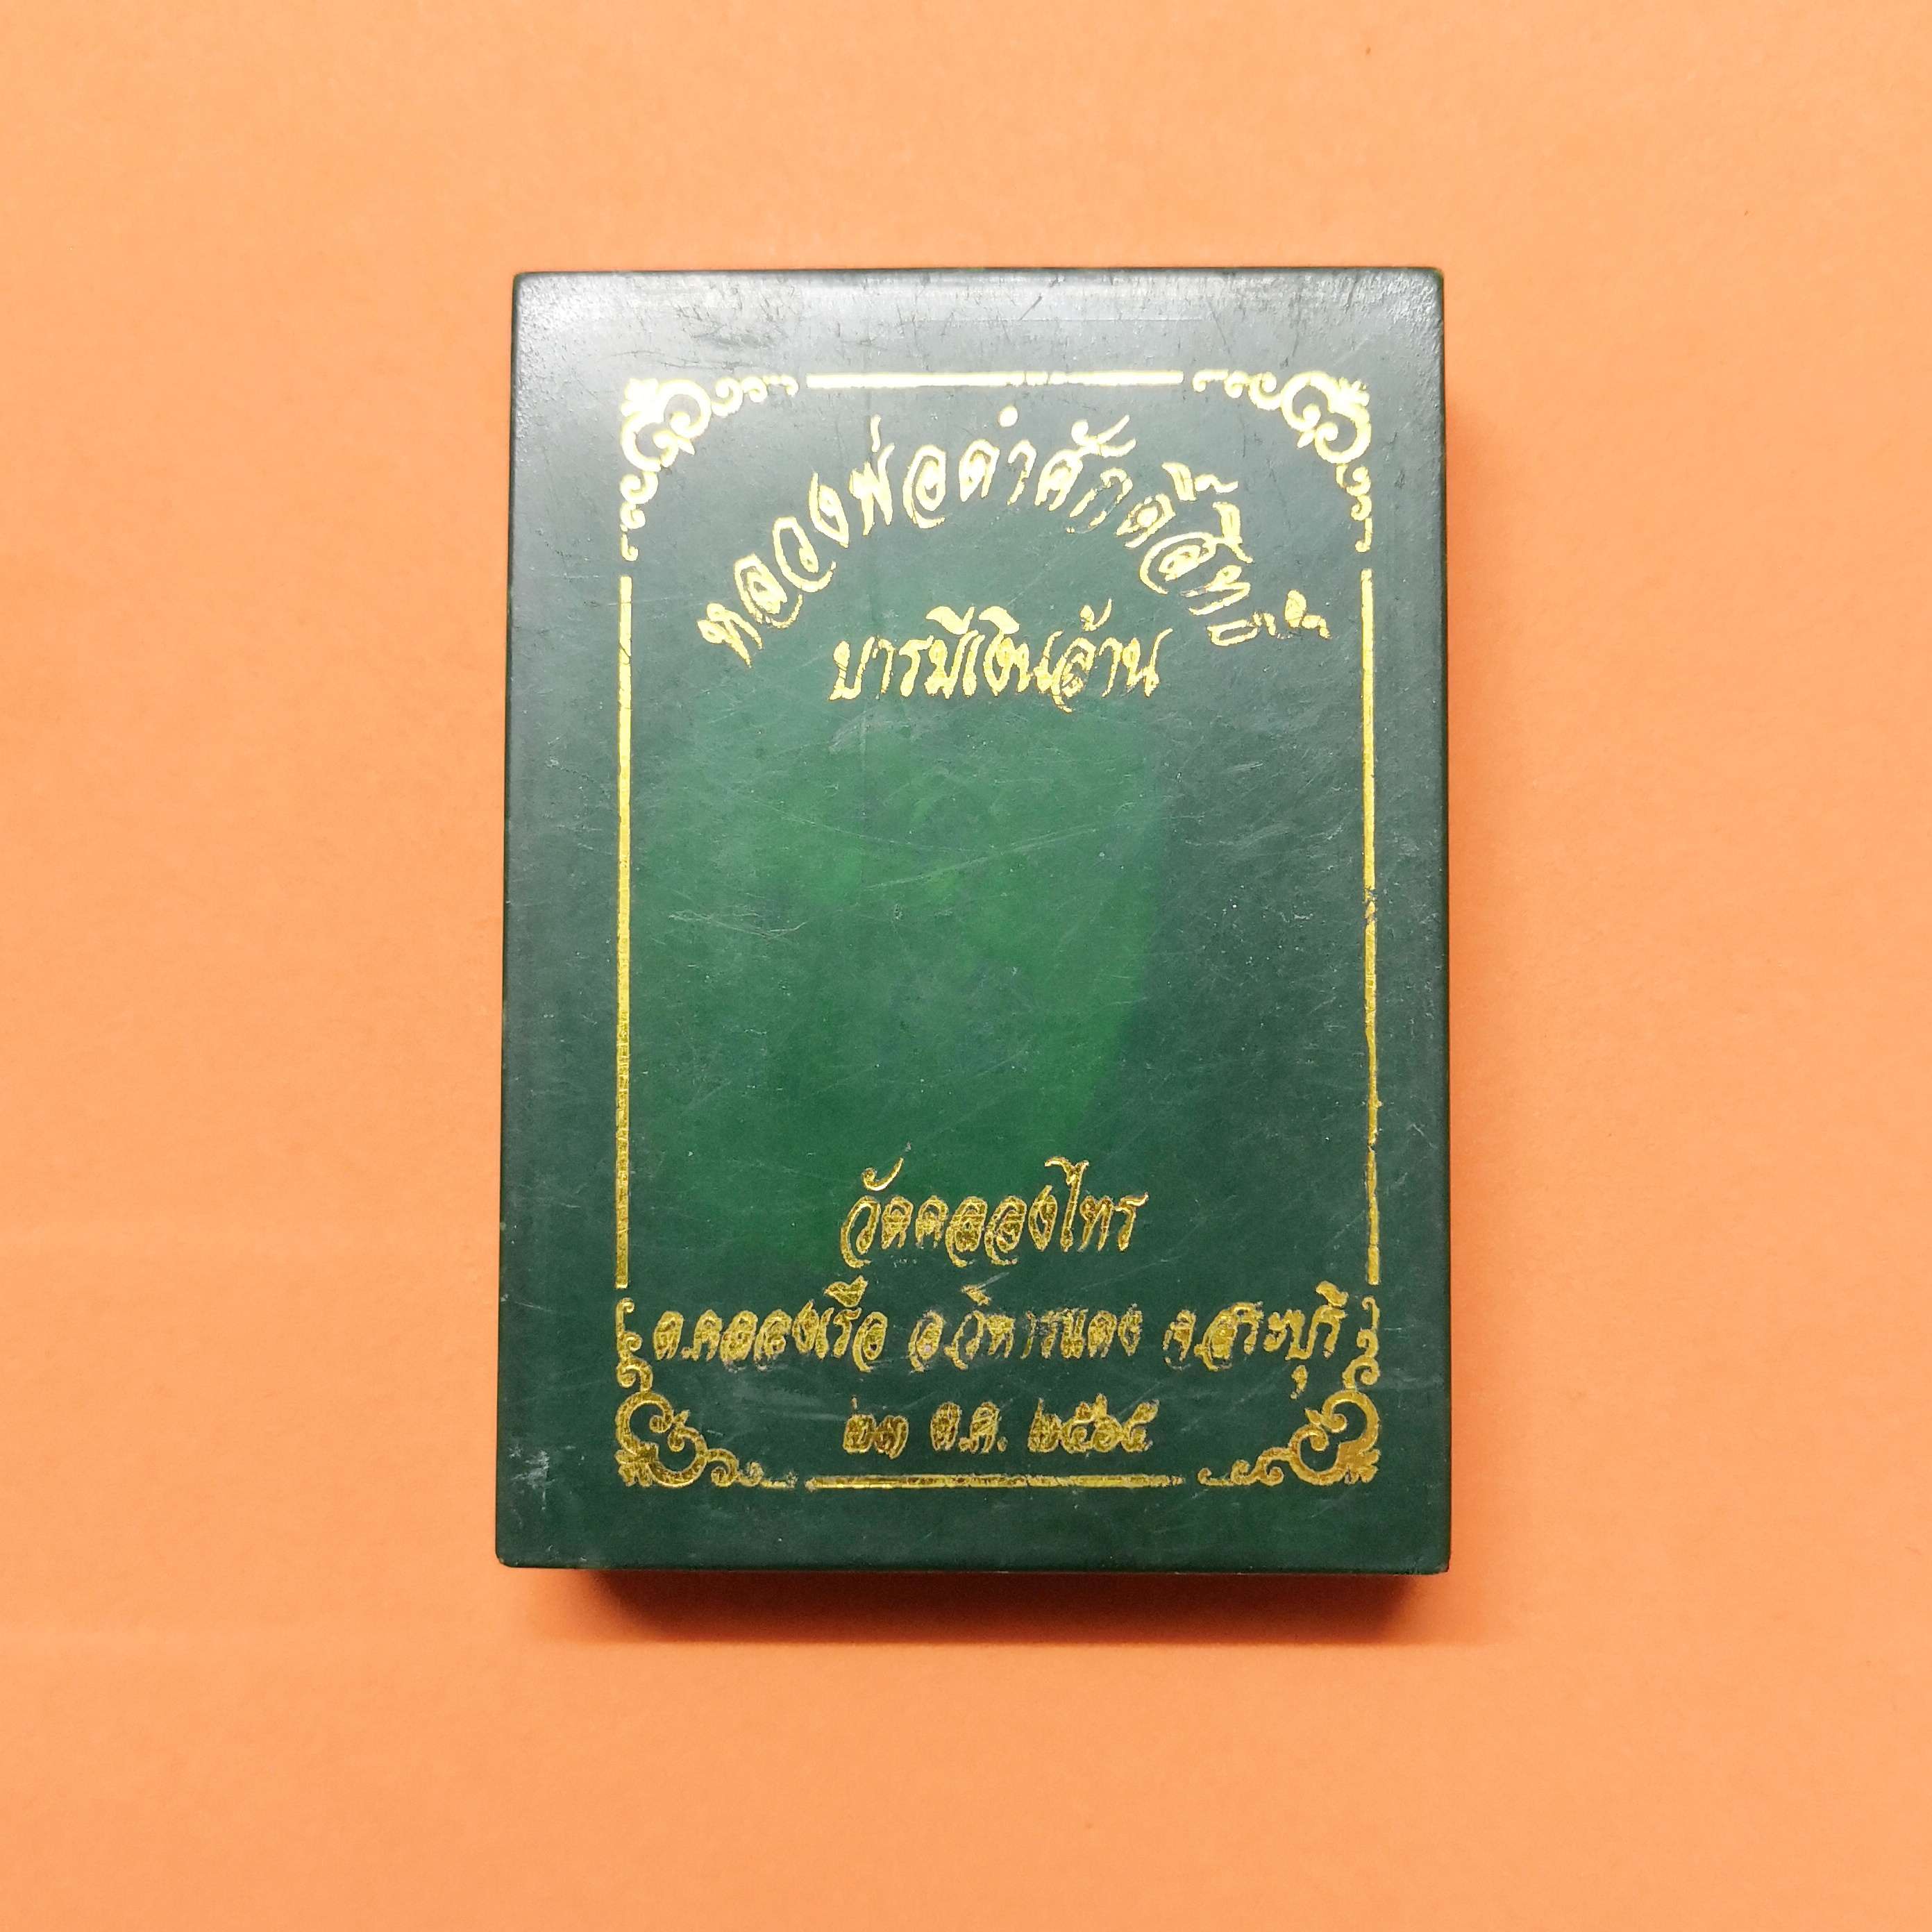 หลวงพ่อดำศักดิ์สิทธิ์
บารมีเงินล้าน
วัดคลองไทร
ต.คลองเรือ อ.วิหารแดง จ.สระบุรี
๒๓ ต.ค. ๒๕๖๕